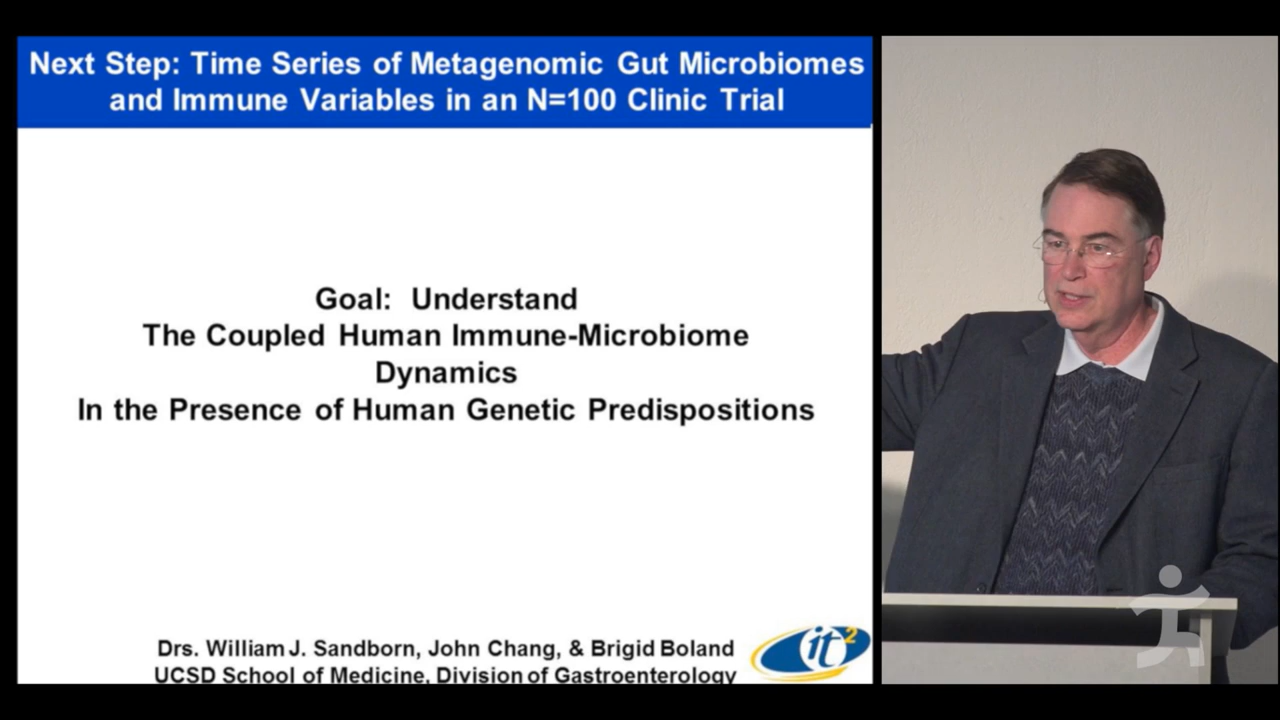 Next Step: Time Series of Metagenomic Gut Microbiomes
and Immune Variables in an N=100 Clinic Trial
Goal: Understand
The Coupled Human Immune-Microbiome
Dynamics
In the Presence of Human Genetic Predispositions
Drs. William J. Sandborn, John Chang, & Brigid Boland
UCSD School of Medicine, Division of Gastroenterology
it2